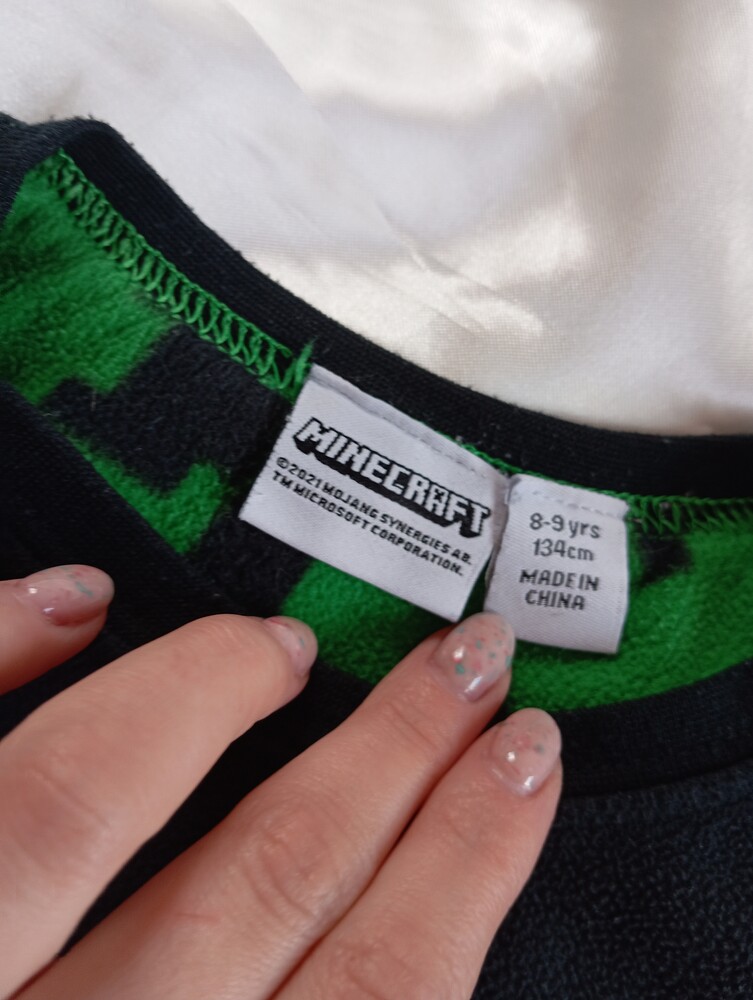 MINECRAFT
©2021 MOJANG SYNERGIES AB.
TM MICROSOFT CORPORATION.
8-9 yrs
134cm
MADE IN
CHINA